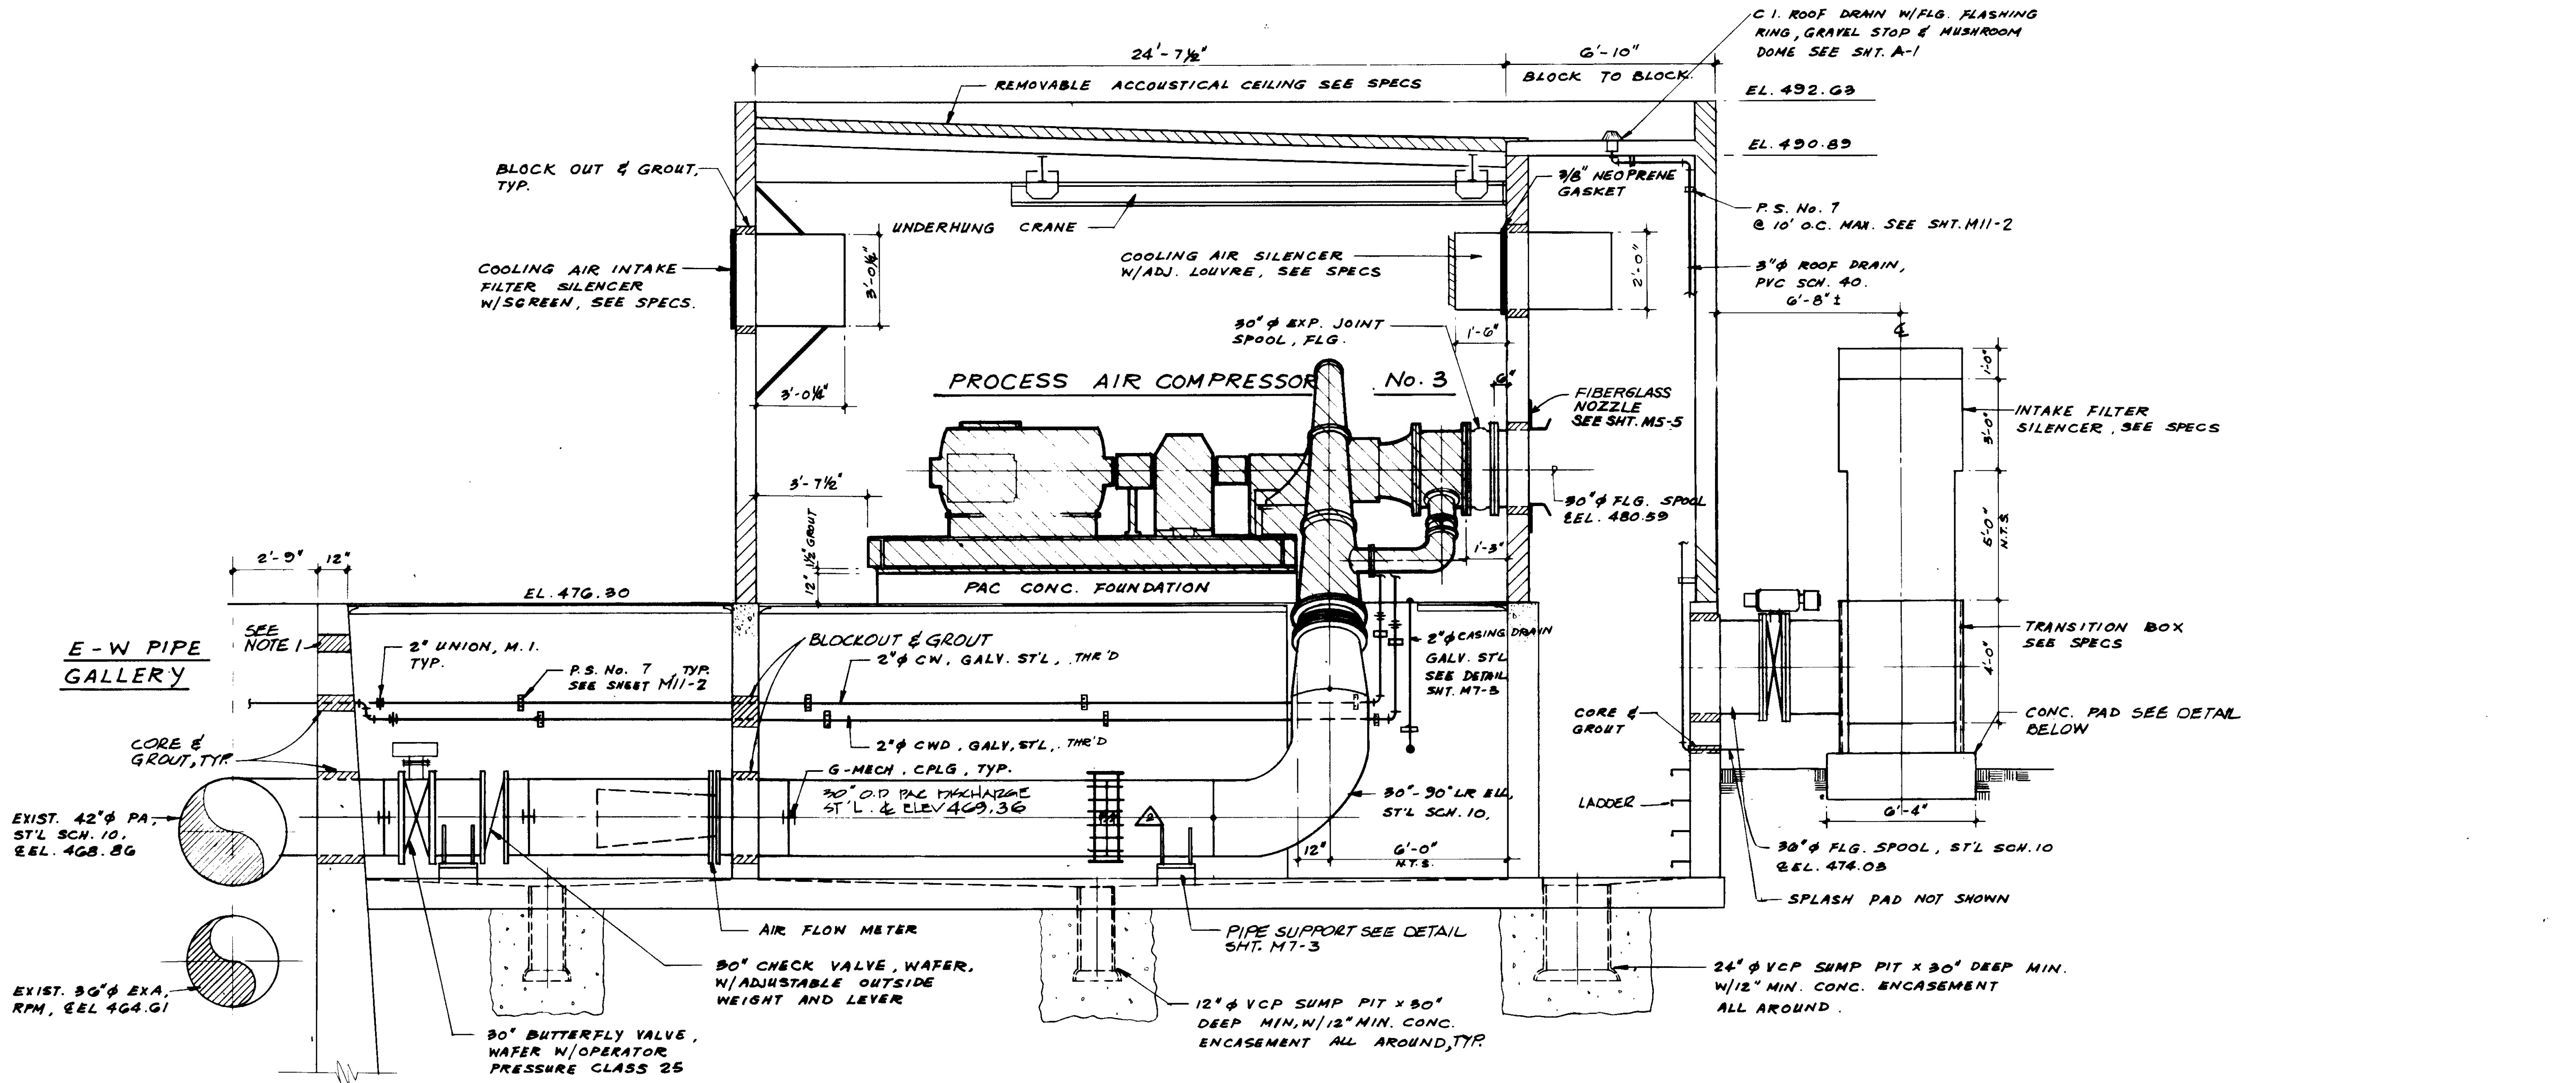 C I. ROOF DRAIN W/FLG. FLASHING
RING, GRAVEL STOP & MUSHROOM
DOME SEE SHT. A-1
24'-7½"
6'-10"
BLOCK TO BLOCK.
REMOVABLE ACCOUSTICAL CEILING SEE SPECS
EL. 492.63
EL. 490.89
BLOCK OUT & GROUT,
TYP.
3/8" NEOPRENE
GASKET
P.S. No. 7
@ 10' O.C. MAX. SEE SHT. M11-2
UNDERHUNG CRANE
COOLING AIR INTAKE
FILTER SILENCER
W/SCREEN, SEE SPECS.
3'-0¼"
COOLING AIR SILENCER
W/ADJ. LOUVRE, SEE SPECS
2'-0"
3"φ ROOF DRAIN,
PVC SCH. 40.
6'-8" ±
℄
30" φ EXP. JOINT
SPOOL, FLG.
1'-6"
1'-0"
PROCESS AIR COMPRESSOR No. 3
6"
3'-0¼"
FIBERGLASS
NOZZLE
SEE SHT. M5-5
INTAKE FILTER
SILENCER, SEE SPECS
3'-0"
3'-7½"
30"φ FLG. SPOOL
℄EL. 480.59
5'-0"
N.T.S.
1½" GROUT
12"
1'-3"
2'-9"
12"
PAC CONC. FOUNDATION
EL. 476.30
E-W PIPE
GALLERY
SEE
NOTE 1
2" UNION, M.I.
TYP.
P.S. No. 7, TYP.
SEE SHEET M11-2
BLOCKOUT & GROUT
2"φ CW, GALV. ST'L, THR'D
2"φ CASING DRAIN
GALV. ST'L
SEE DETAIL
SHT. M7-3
TRANSITION BOX
SEE SPECS
4'-0"
CORE &
GROUT, TYP.
2"φ CWD, GALV. ST'L, THR'D
CORE &
GROUT
CONC. PAD SEE DETAIL
BELOW
G-MECH. CPLG, TYP.
30" O.D PAC DISCHARGE
ST'L. ℄ ELEV 469.36
2
30"-90° LR ELL,
ST'L SCH. 10,
LADDER
6'-4"
EXIST. 42"φ PA,
ST'L SCH. 10,
℄EL. 468.86
12"
6'-0"
N.T.S.
36"φ FLG. SPOOL, ST'L SCH. 10
℄EL. 474.03
SPLASH PAD NOT SHOWN
AIR FLOW METER
PIPE SUPPORT SEE DETAIL
SHT. M7-3
30" CHECK VALVE, WAFER,
W/ADJUSTABLE OUTSIDE
WEIGHT AND LEVER
24"φ VCP SUMP PIT x 30" DEEP MIN.
W/12" MIN. CONC. ENCASEMENT
ALL AROUND.
EXIST. 36"φ EXA,
RPM, ℄EL 464.61
12"φ VCP SUMP PIT x 30"
DEEP MIN, W/12" MIN. CONC.
ENCASEMENT ALL AROUND, TYP.
30" BUTTERFLY VALVE,
WAFER W/OPERATOR
PRESSURE CLASS 25